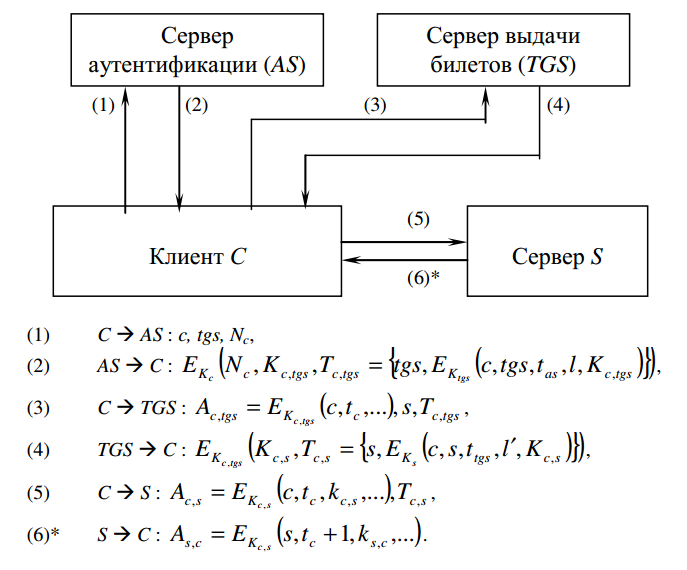 Сервер
аутентификации (AS)
Сервер выдачи
билетов (TGS)
(1)
(2)
(3)
(4)
Клиент C
(5)
(6)*
Сервер S
(1) C → AS : c, tgs, N_c,
(2) AS → C : E_{K_c}(N_c, K_{c,tgs}, T_{c,tgs} = {tgs, E_{K_{tgs}}(c, tgs, t_{as}, l, K_{c,tgs})}),
(3) C → TGS : A_{c,tgs} = E_{K_{c,tgs}}(c, t_c, ...), s, T_{c,tgs},
(4) TGS → C : E_{K_{c,tgs}}(K_{c,s}, T_{c,s} = {s, E_{K_s}(c, s, t_{tgs}, l′, K_{c,s})}),
(5) C → S : A_{c,s} = E_{K_{c,s}}(c, t_c, k_{c,s}, ...), T_{c,s},
(6)* S → C : A_{s,c} = E_{K_{c,s}}(s, t_c + 1, k_{s,c}, ...).